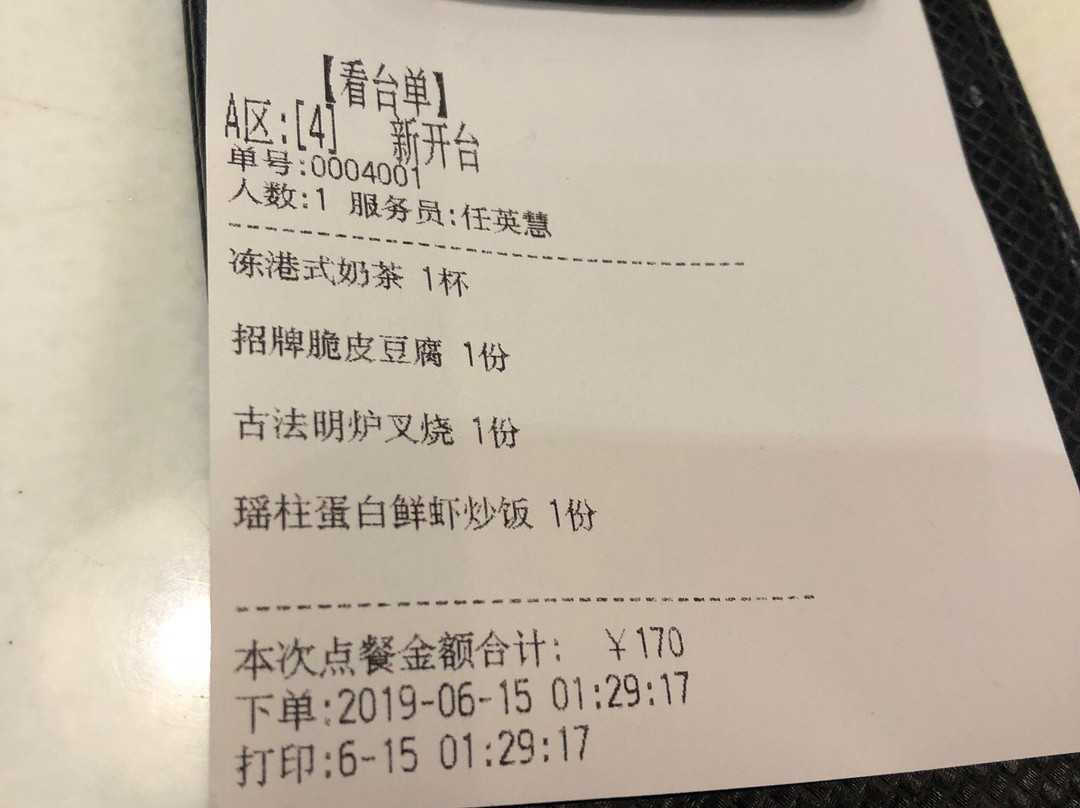 【看台单】
A区:[4] 新开台
单号:0004001
人数:1 服务员:任英慧
冻港式奶茶 1杯
招牌脆皮豆腐 1份
古法明炉叉烧 1份
瑶柱蛋白鲜虾炒饭 1份
本次点餐金额合计: ￥170
下单:2019-06-15 01:29:17
打印:6-15 01:29:17